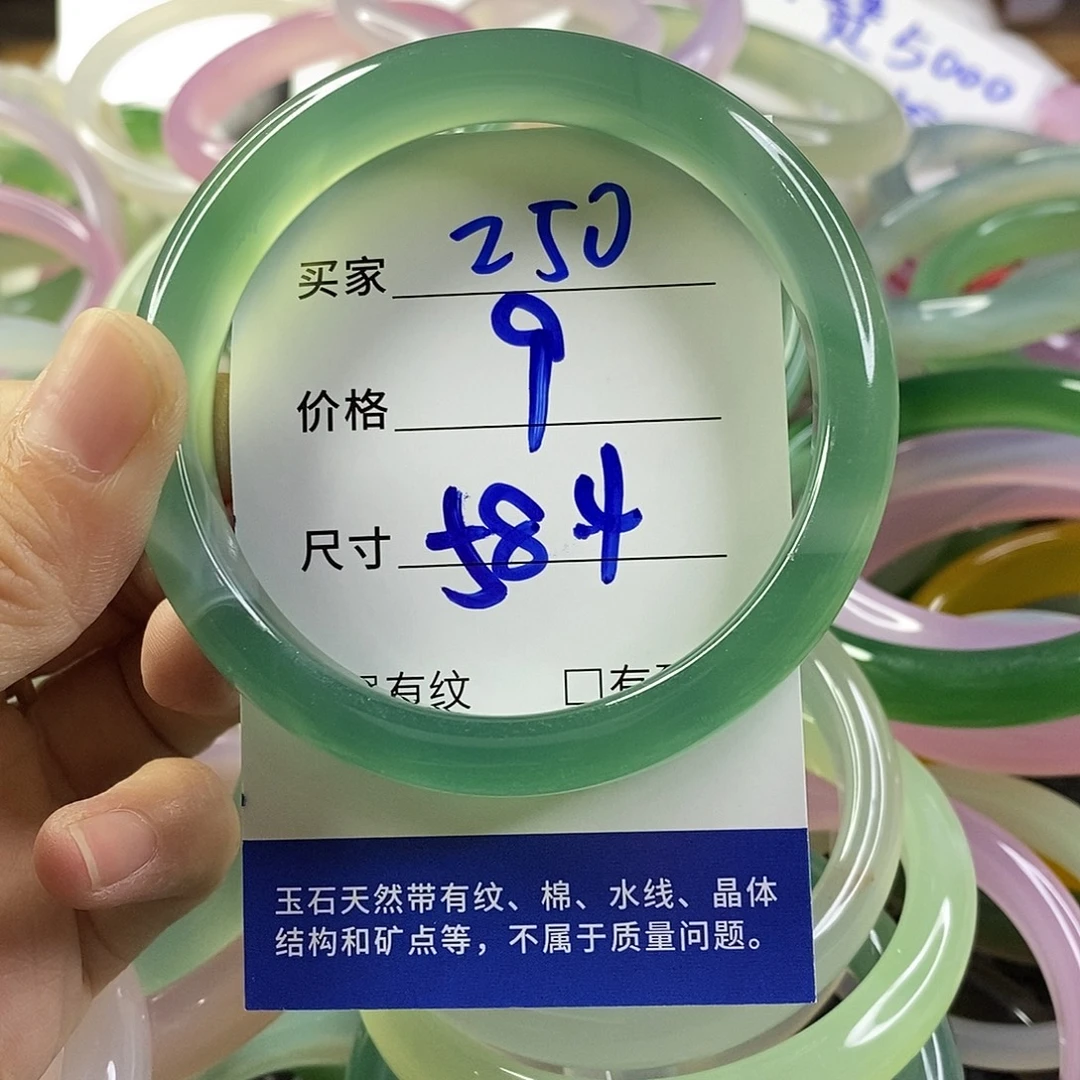 5000
买家 250
价格 9
尺寸 58 4
有纹 □有
玉石天然带有纹、棉、水线、晶体
结构和矿点等，不属于质量问题。